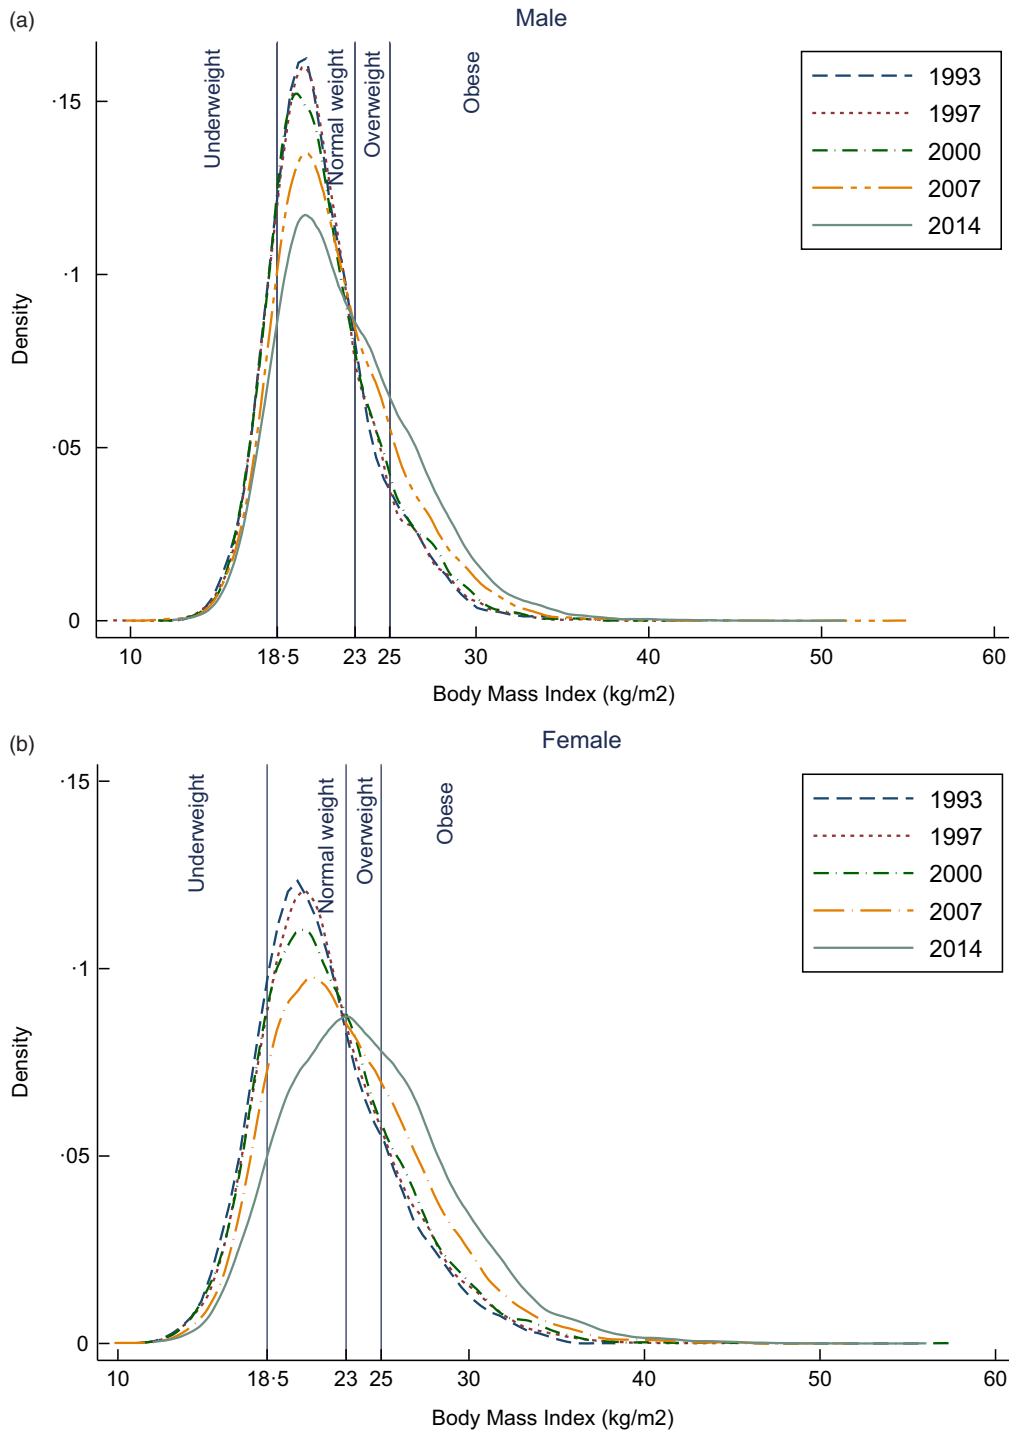 (a)
Male
Underweight
Normal weight
Overweight
Obese
1993
1997
2000
2007
2014
·15
·1
·05
0
Density
10
18·5
23
25
30
40
50
60
Body Mass Index (kg/m2)
(b)
Female
Underweight
Normal weight
Overweight
Obese
1993
1997
2000
2007
2014
·15
·1
·05
0
Density
10
18·5
23
25
30
40
50
60
Body Mass Index (kg/m2)